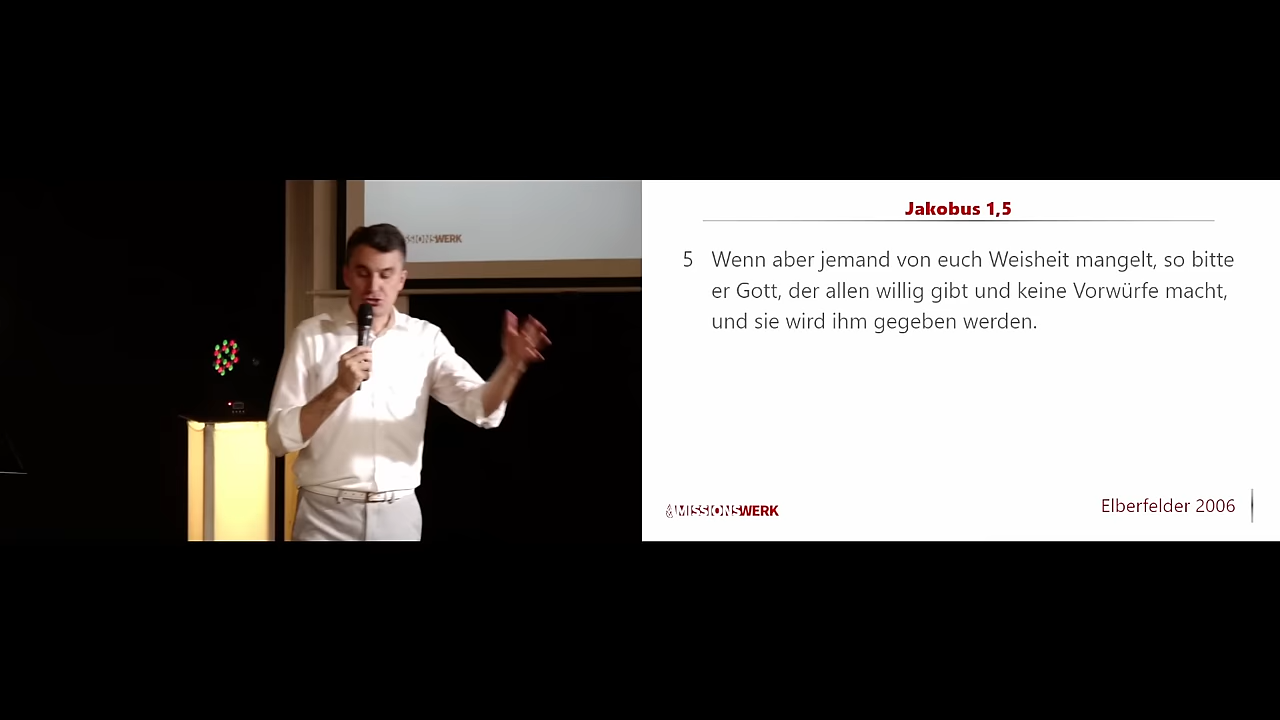 SIONSWERK
Jakobus 1,5
5 Wenn aber jemand von euch Weisheit mangelt, so bitte
er Gott, der allen willig gibt und keine Vorwürfe macht,
und sie wird ihm gegeben werden.
MISSIONSWERK
Elberfelder 2006